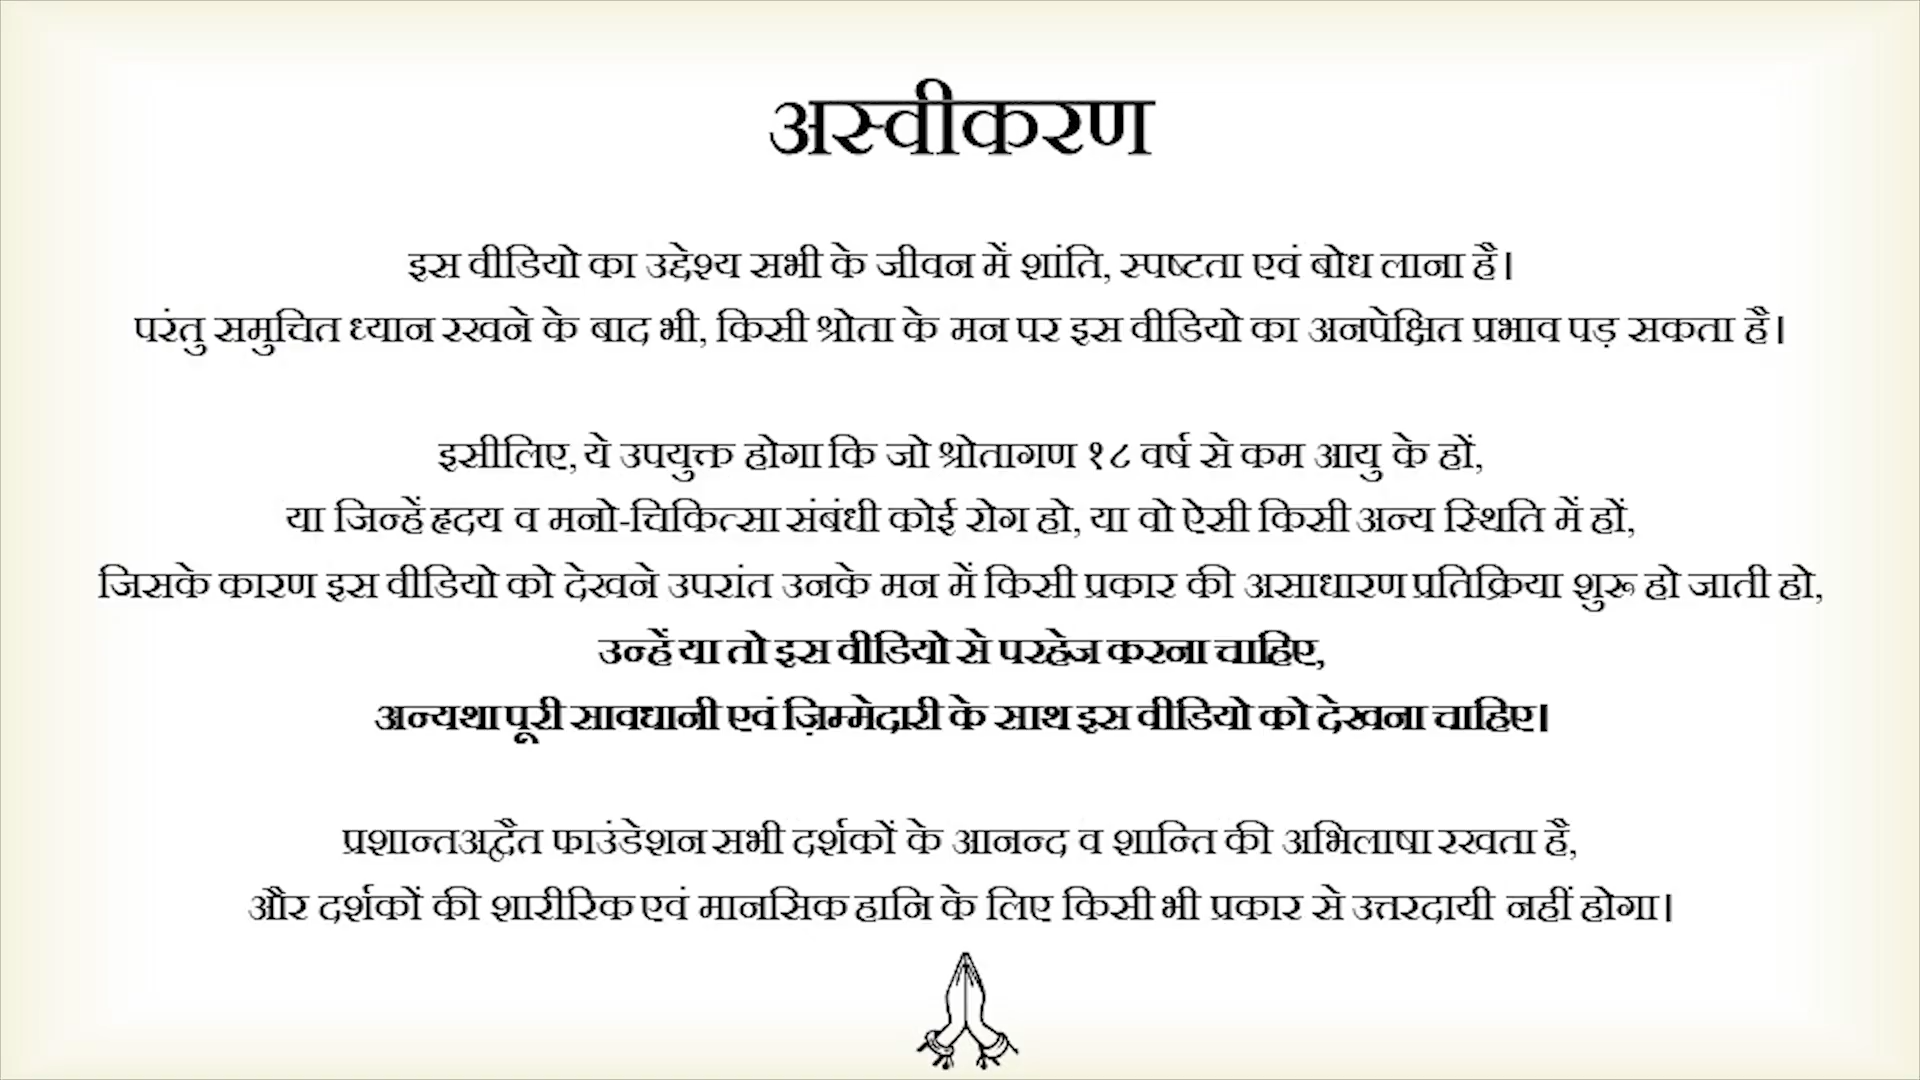 अस्वीकरण
इस वीडियो का उद्देश्य सभी के जीवन में शांति, स्पष्टता एवं बोध लाना है।
परंतु समुचित ध्यान रखने के बाद भी, किसी श्रोता के मन पर इस वीडियो का अनपेक्षित प्रभाव पड़ सकता है।
इसीलिए, ये उपयुक्त होगा कि जो श्रोतागण १८ वर्ष से कम आयु के हों,
या जिन्हें हृदय व मनो-चिकित्सा संबंधी कोई रोग हो, या वो ऐसी किसी अन्य स्थिति में हों,
जिसके कारण इस वीडियो को देखने उपरांत उनके मन में किसी प्रकार की असाधारण प्रतिक्रिया शुरू हो जाती हो,
उन्हें या तो इस वीडियो से परहेज करना चाहिए,
अन्यथा पूरी सावधानी एवं ज़िम्मेदारी के साथ इस वीडियो को देखना चाहिए।
प्रशान्तअद्वैत फाउंडेशन सभी दर्शकों के आनन्द व शान्ति की अभिलाषा रखता है,
और दर्शकों की शारीरिक एवं मानसिक हानि के लिए किसी भी प्रकार से उत्तरदायी नहीं होगा।